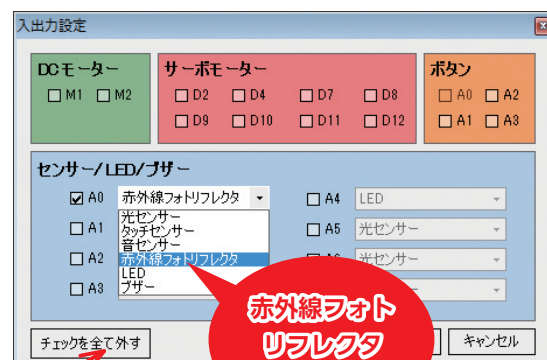 入出力設定
DCモーター
M1 M2
サーボモーター
D2 D4 D7 D8
D9 D10 D11 D12
ボタン
A0 A2
A1 A3
センサー/LED/ブザー
A0 赤外線フォトリフレクタ
光センサー
タッチセンサー
音センサー
赤外線フォトリフレクタ
LED
ブザー
A1
A2
A3
A4 LED
A5 光センサー
光センサー
赤外線フォト
リフレクタ
チェックを全て外す
キャンセル